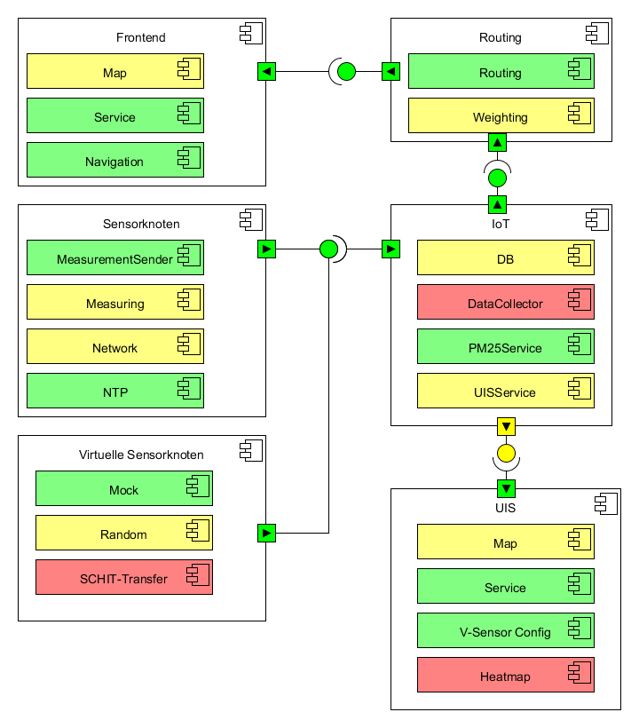 Frontend
Map
Service
Navigation
Routing
Routing
Weighting
Sensorknoten
MeasurementSender
Measuring
Network
NTP
IoT
DB
DataCollector
PM25Service
UISService
Virtuelle Sensorknoten
Mock
Random
SCHIT-Transfer
UIS
Map
Service
V-Sensor Config
Heatmap